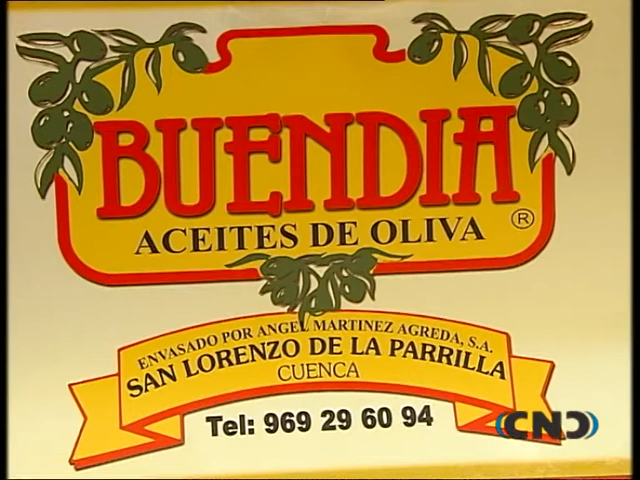 BUENDIA
®
ACEITES DE OLIVA
ENVASADO POR ANGEL MARTINEZ AGREDA, S.A.
SAN LORENZO DE LA PARRILLA
CUENCA
Tel: 969 29 60 94
CNC